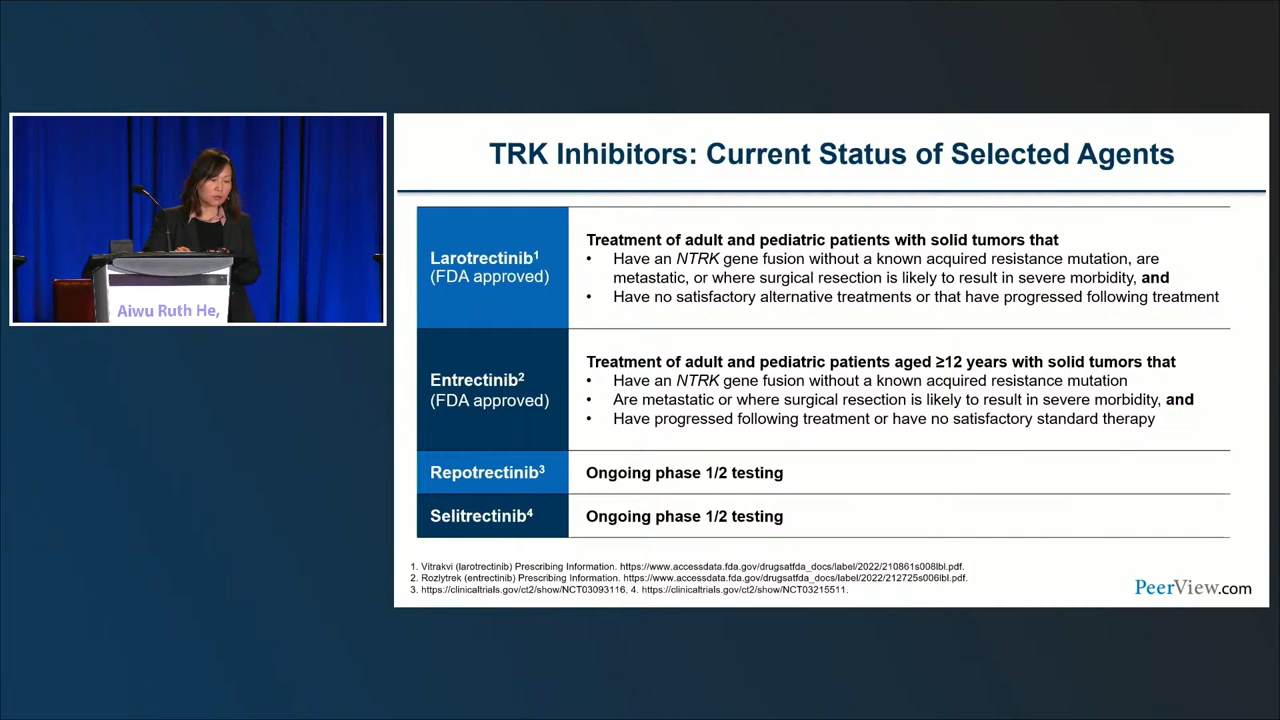 Aiwu Ruth He,
TRK Inhibitors: Current Status of Selected Agents
Larotrectinib1
(FDA approved)
Treatment of adult and pediatric patients with solid tumors that
• Have an NTRK gene fusion without a known acquired resistance mutation, are
metastatic, or where surgical resection is likely to result in severe morbidity, and
• Have no satisfactory alternative treatments or that have progressed following treatment
Entrectinib2
(FDA approved)
Treatment of adult and pediatric patients aged ≥12 years with solid tumors that
• Have an NTRK gene fusion without a known acquired resistance mutation
• Are metastatic or where surgical resection is likely to result in severe morbidity, and
• Have progressed following treatment or have no satisfactory standard therapy
Repotrectinib3
Ongoing phase 1/2 testing
Selitrectinib4
Ongoing phase 1/2 testing
1. Vitrakvi (larotrectinib) Prescribing Information. https://www.accessdata.fda.gov/drugsatfda_docs/label/2022/210861s008lbl.pdf.
2. Rozlytrek (entrectinib) Prescribing Information. https://www.accessdata.fda.gov/drugsatfda_docs/label/2022/212725s006lbl.pdf.
3. https://clinicaltrials.gov/ct2/show/NCT03093116. 4. https://clinicaltrials.gov/ct2/show/NCT03215511.
PeerView.com